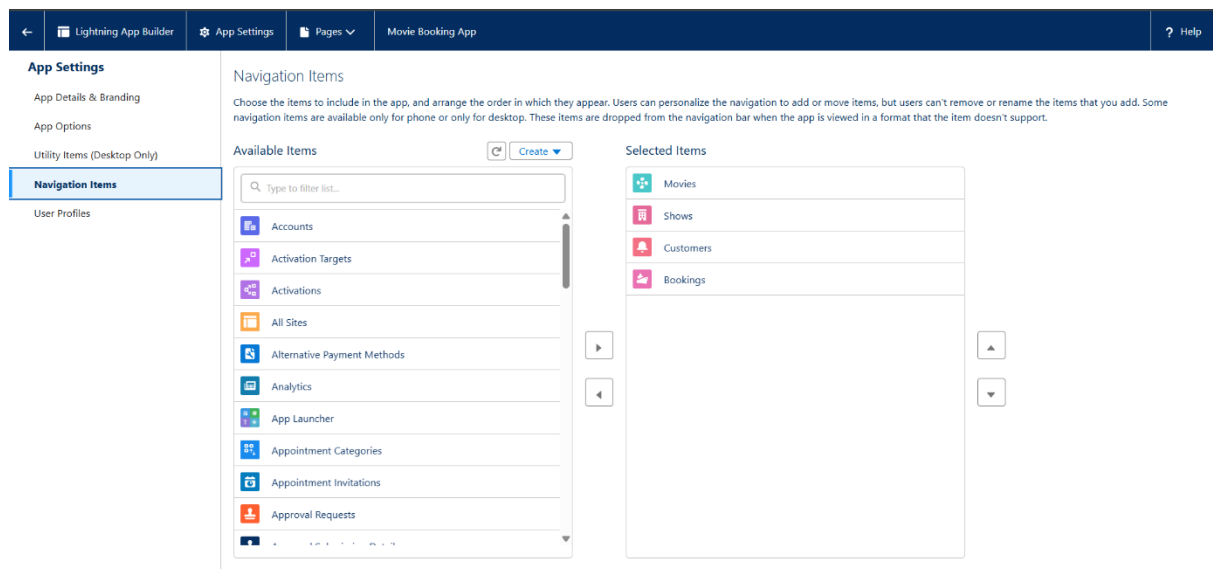 Lightning App Builder
App Settings
Pages
Movie Booking App
? Help
App Settings
App Details & Branding
App Options
Utility Items (Desktop Only)
Navigation Items
User Profiles
Navigation Items
Choose the items to include in the app, and arrange the order in which they appear. Users can personalize the navigation to add or move items, but users can't remove or rename the items that you add. Some
navigation items are available only for phone or only for desktop. These items are dropped from the navigation bar when the app is viewed in a format that the item doesn't support.
Available Items
Create
Type to filter list...
Accounts
Activation Targets
Activations
All Sites
Alternative Payment Methods
Analytics
App Launcher
Appointment Categories
Appointment Invitations
Approval Requests
Selected Items
Movies
Shows
Customers
Bookings